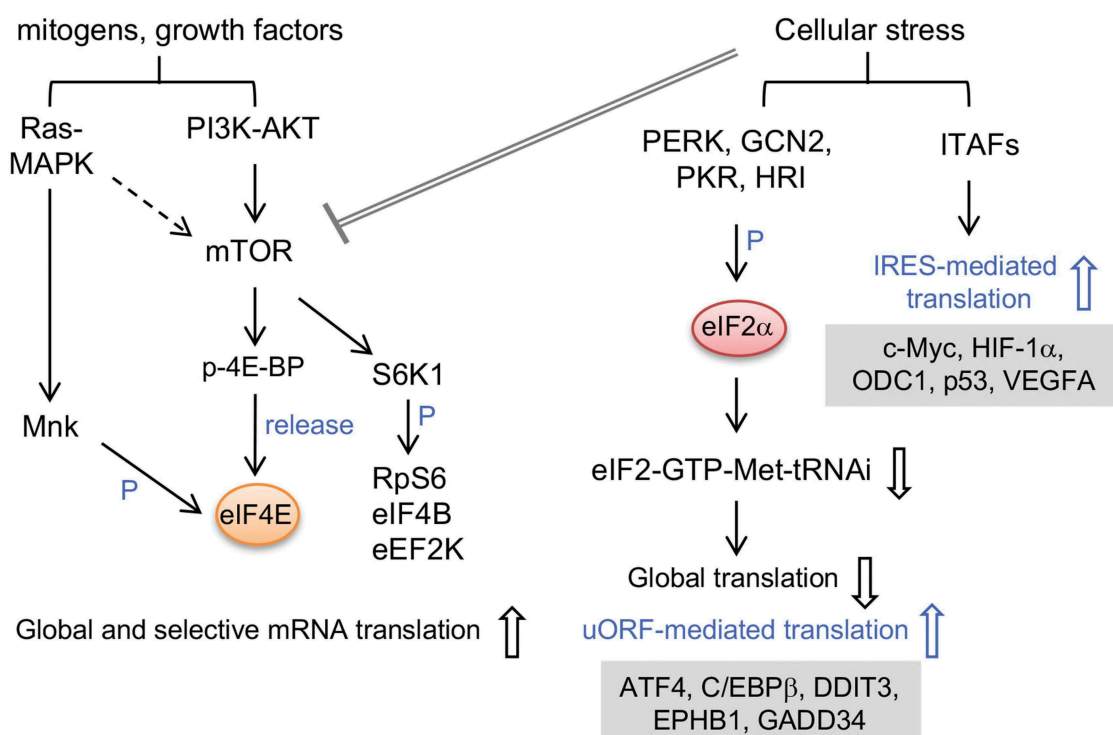 mitogens, growth factors
Ras-
MAPK
PI3K-AKT
mTOR
p-4E-BP
S6K1
Mnk
release
P
P
eIF4E
RpS6
eIF4B
eEF2K
Global and selective mRNA translation
Cellular stress
PERK, GCN2,
PKR, HRI
ITAFs
P
IRES-mediated
translation
eIF2α
c-Myc, HIF-1α,
ODC1, p53, VEGFA
eIF2-GTP-Met-tRNAi
Global translation
uORF-mediated translation
ATF4, C/EBPβ, DDIT3,
EPHB1, GADD34